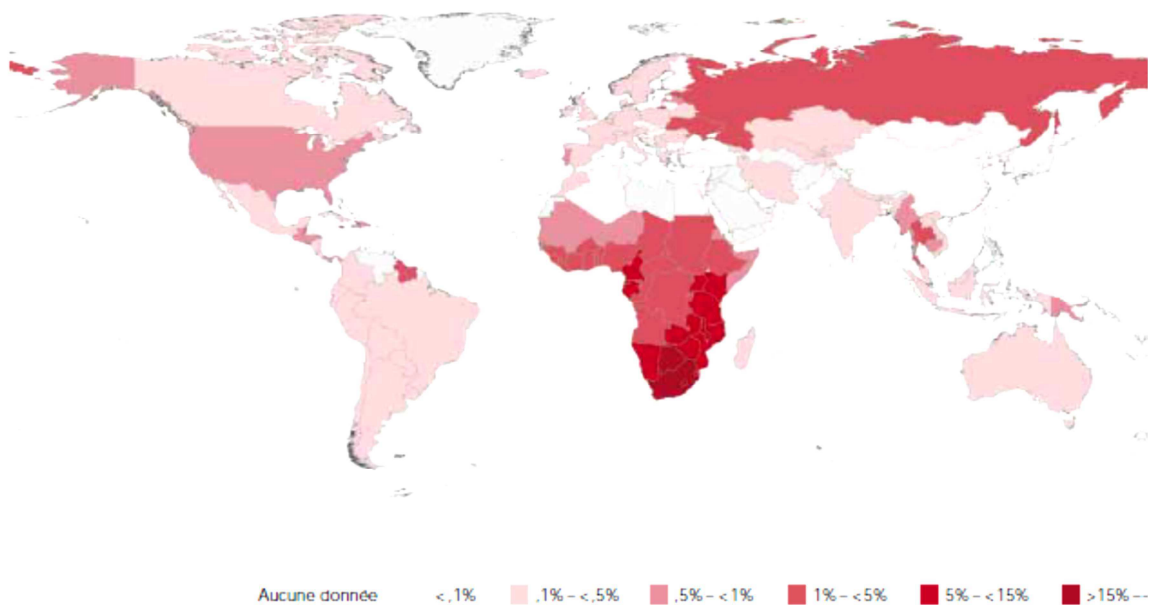 Aucune donnée < ,1% ,1% – < ,5% ,5% – < 1% 1% – < 5% 5% – < 15% >15% – -